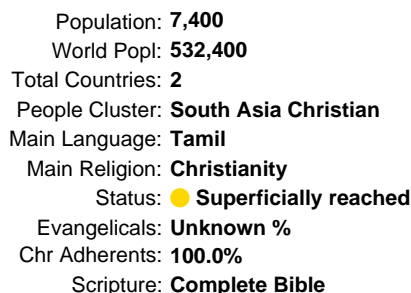 Population: 7,400
World Popl: 532,400
Total Countries: 2
People Cluster: South Asia Christian
Main Language: Tamil
Main Religion: Christianity
Status: Superficially reached
Evangelicals: Unknown %
Chr Adherents: 100.0%
Scripture: Complete Bible